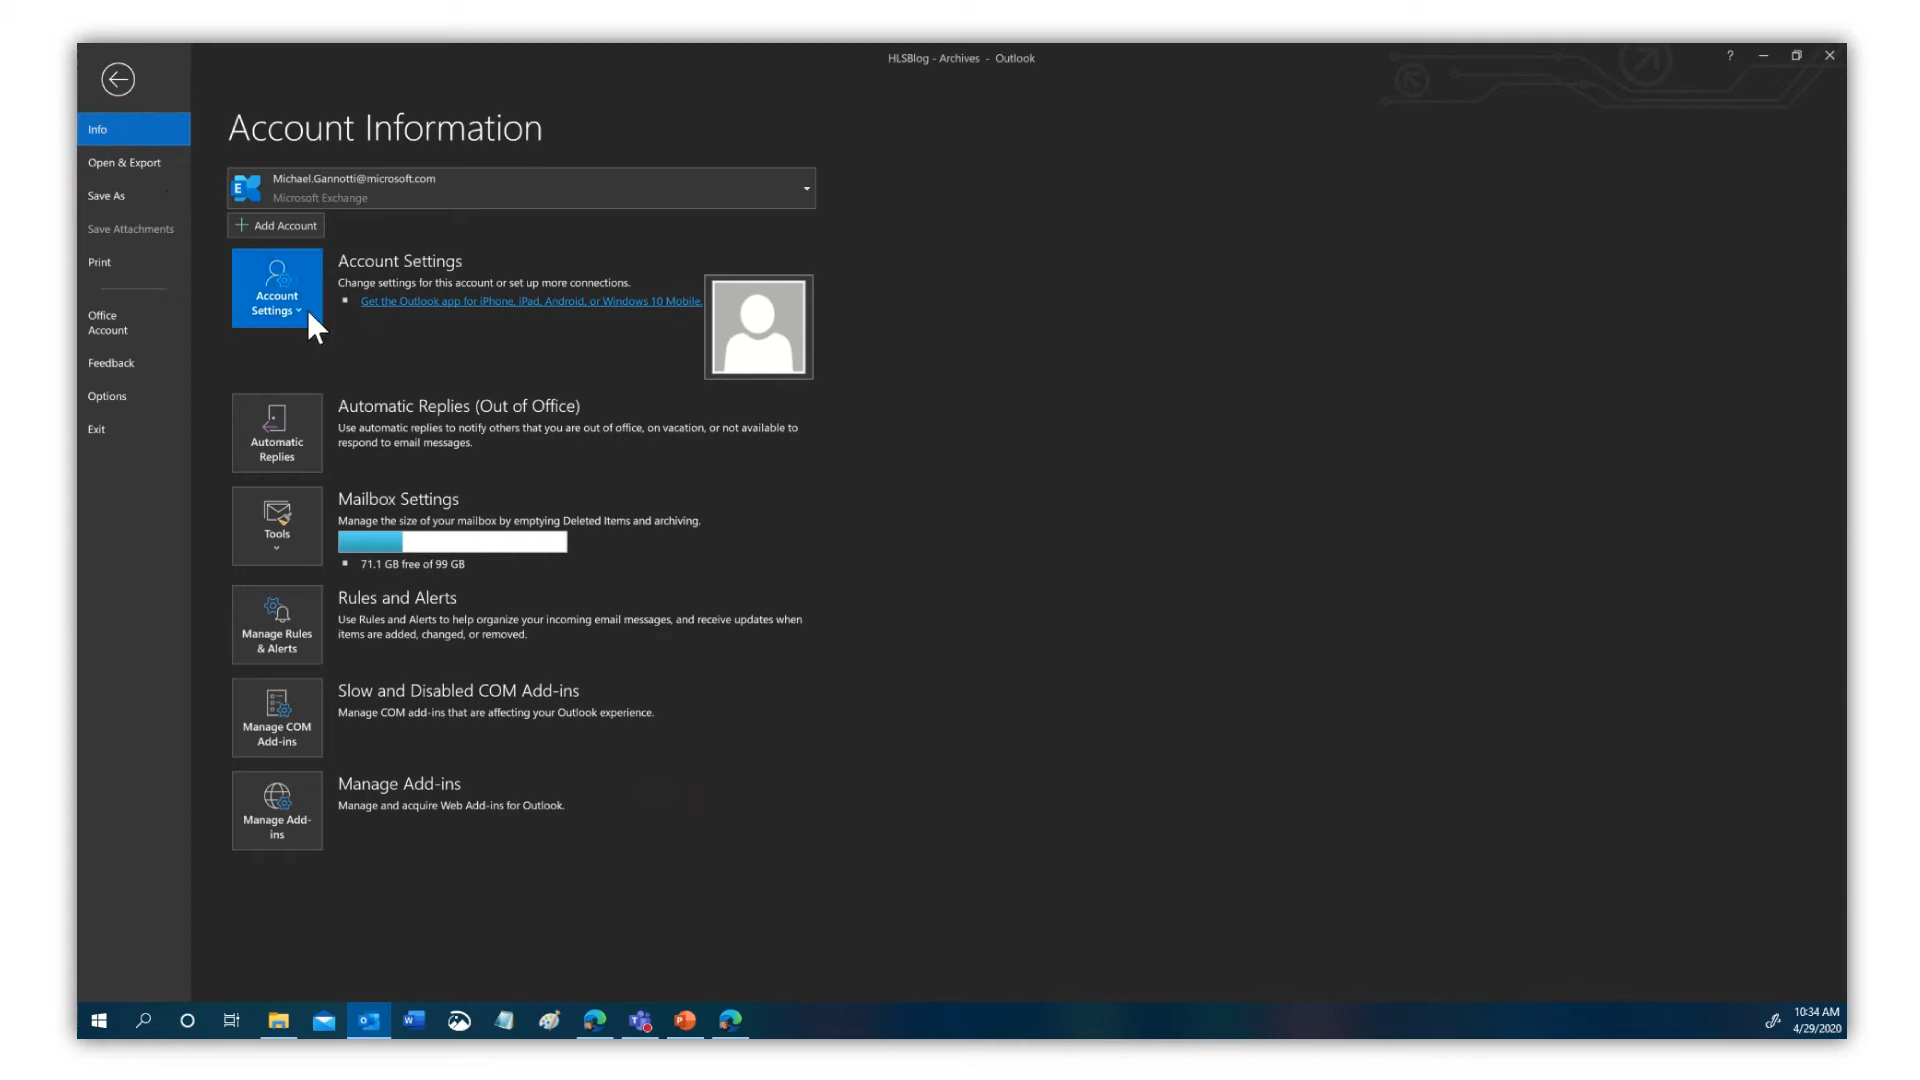 HLSBlog - Archives - Outlook
?
Info
Open & Export
Save As
Save Attachments
Print
Office
Account
Feedback
Options
Exit
Account Information
E
Michael.Gannotti@microsoft.com
Microsoft Exchange
Add Account
Account
Settings
Account Settings
Change settings for this account or set up more connections.
Get the Outlook app for iPhone, iPad, Android, or Windows 10 Mobile.
Automatic
Replies
Automatic Replies (Out of Office)
Use automatic replies to notify others that you are out of office, on vacation, or not available to
respond to email messages.
Tools
Mailbox Settings
Manage the size of your mailbox by emptying Deleted Items and archiving.
71.1 GB free of 99 GB
Manage Rules
& Alerts
Rules and Alerts
Use Rules and Alerts to help organize your incoming email messages, and receive updates when
items are added, changed, or removed.
Manage COM
Add-ins
Slow and Disabled COM Add-ins
Manage COM add-ins that are affecting your Outlook experience.
Manage Add-
ins
Manage Add-ins
Manage and acquire Web Add-ins for Outlook.
10:34 AM
4/29/2020